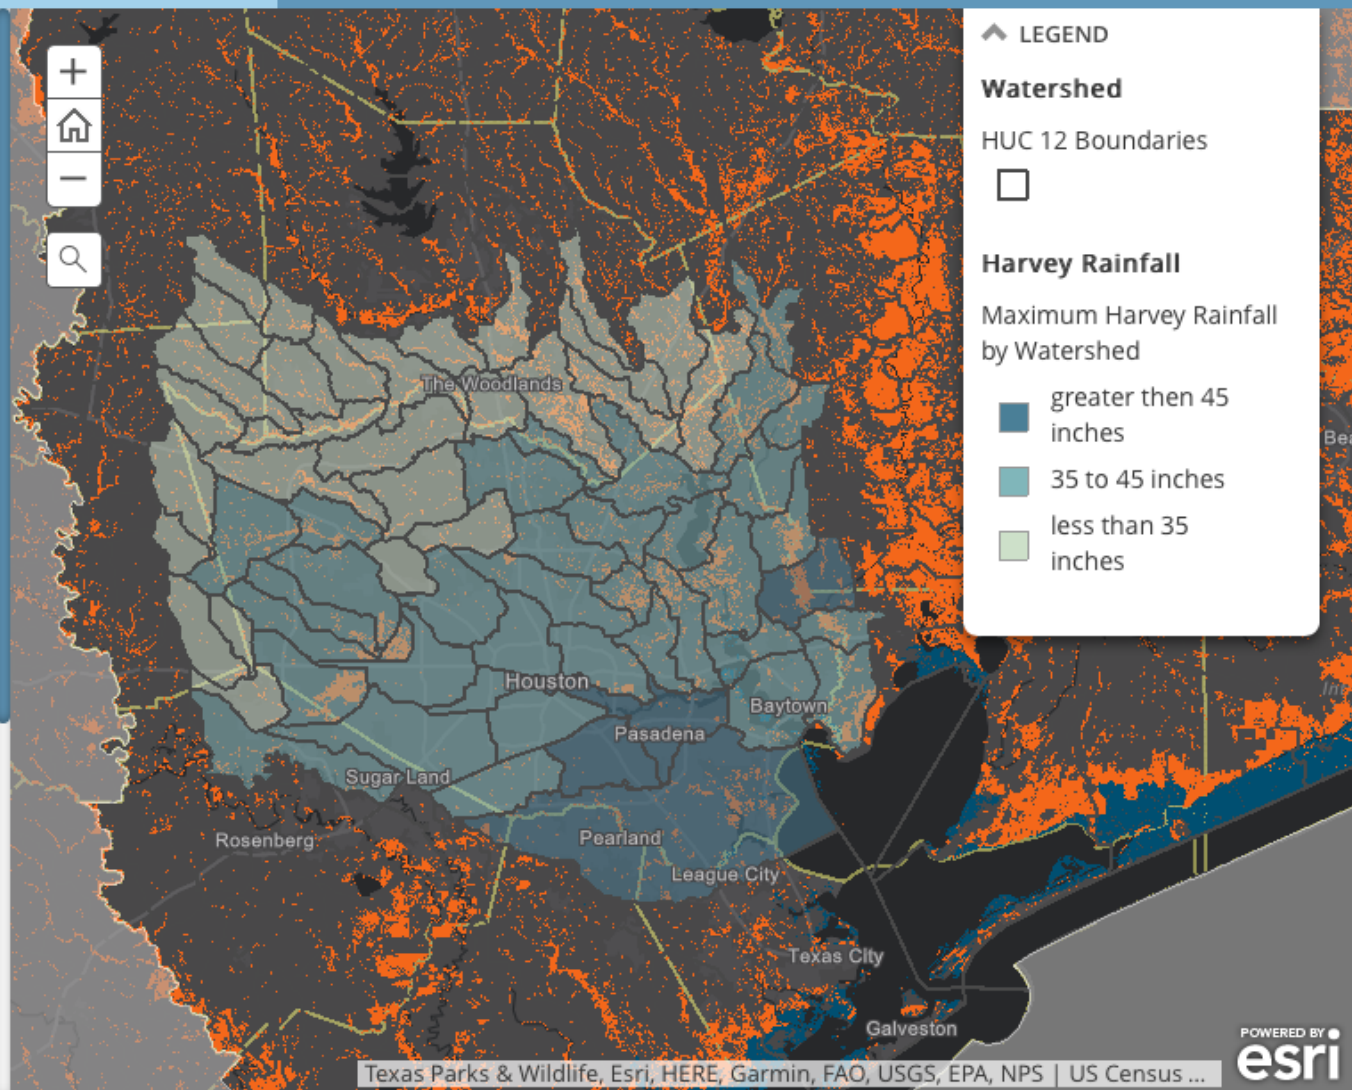 LEGEND
Watershed
HUC 12 Boundaries
Harvey Rainfall
Maximum Harvey Rainfall
by Watershed
greater then 45
inches
35 to 45 inches
less than 35
inches
The Woodlands
Houston
Baytown
Pasadena
Sugar Land
Rosenberg
Pearland
League City
Texas City
Galveston
Bea
Texas Parks & Wildlife, Esri, HERE, Garmin, FAO, USGS, EPA, NPS | US Census ...
POWERED BY
esri